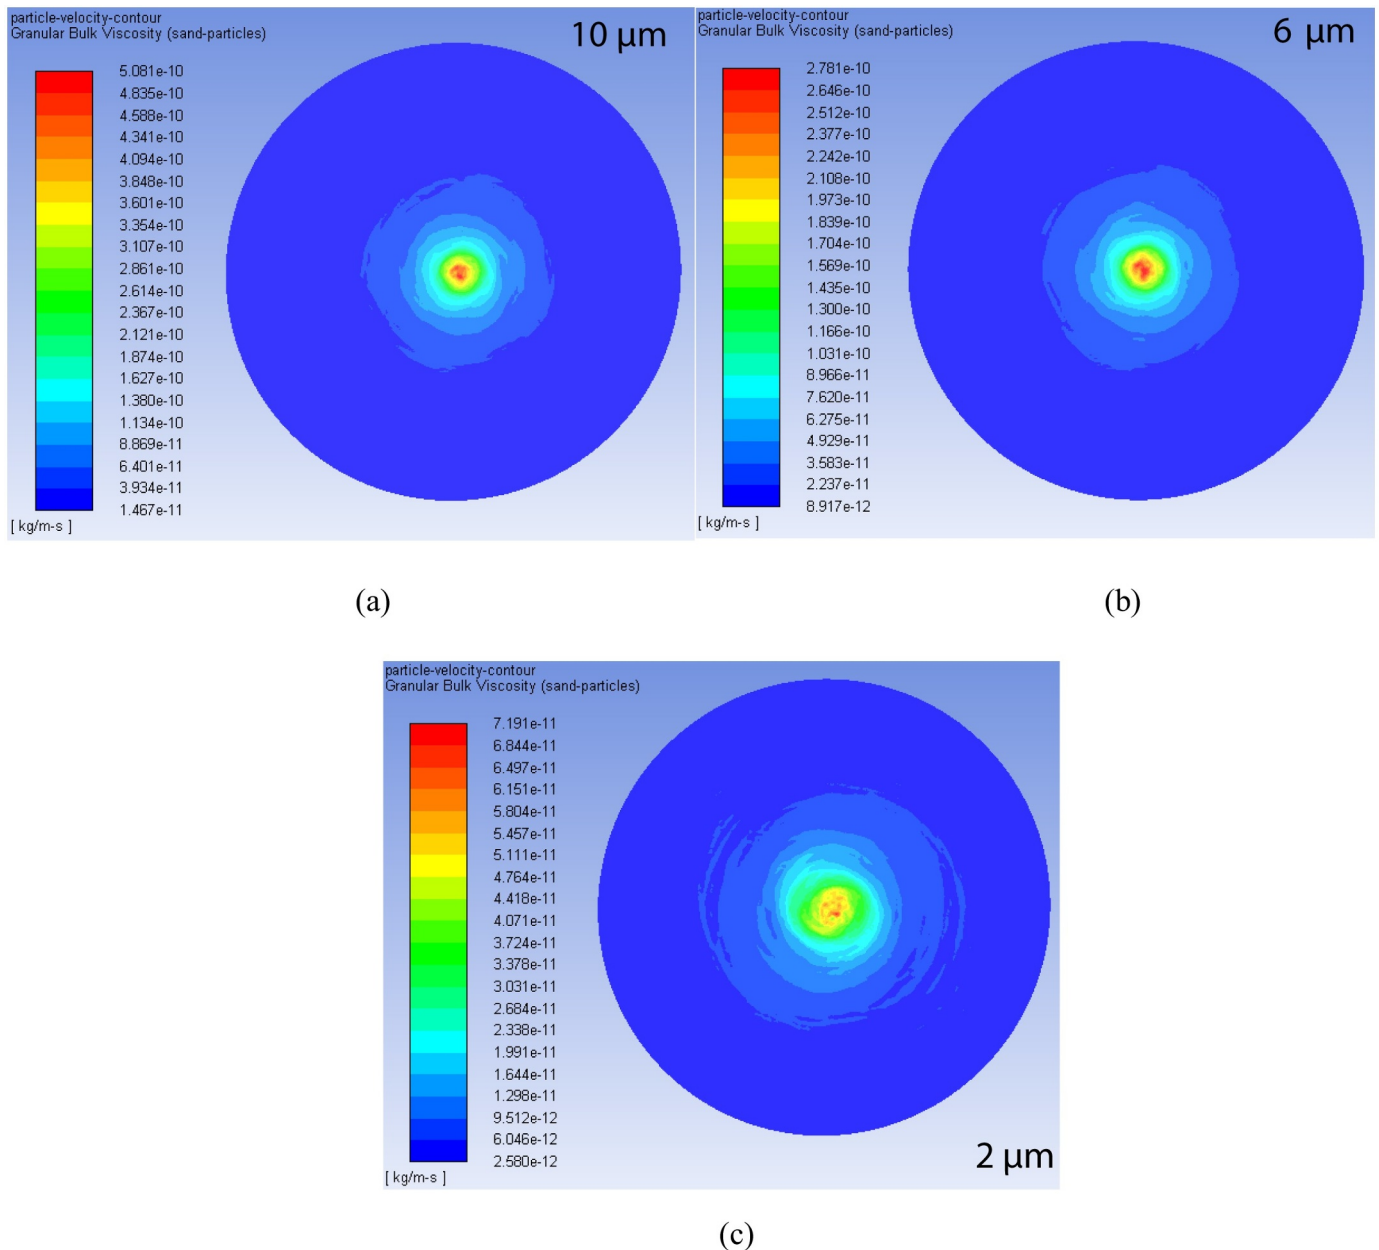 particle-velocity-contour
Granular Bulk Viscosity (sand-particles)
10 µm
5.081e-10
4.835e-10
4.588e-10
4.341e-10
4.094e-10
3.848e-10
3.601e-10
3.354e-10
3.107e-10
2.861e-10
2.614e-10
2.367e-10
2.121e-10
1.874e-10
1.627e-10
1.380e-10
1.134e-10
8.869e-11
6.401e-11
3.934e-11
1.467e-11
[ kg/m-s ]
(a)
particle-velocity-contour
Granular Bulk Viscosity (sand-particles)
6 µm
2.781e-10
2.646e-10
2.512e-10
2.377e-10
2.242e-10
2.108e-10
1.973e-10
1.839e-10
1.704e-10
1.569e-10
1.435e-10
1.300e-10
1.166e-10
1.031e-10
8.966e-11
7.620e-11
6.275e-11
4.929e-11
3.583e-11
2.237e-11
8.917e-12
[ kg/m-s ]
(b)
particle-velocity-contour
Granular Bulk Viscosity (sand-particles)
7.191e-11
6.844e-11
6.497e-11
6.151e-11
5.804e-11
5.457e-11
5.111e-11
4.764e-11
4.418e-11
4.071e-11
3.724e-11
3.378e-11
3.031e-11
2.684e-11
2.338e-11
1.991e-11
1.644e-11
1.298e-11
9.512e-12
6.046e-12
2.580e-12
[ kg/m-s ]
2 µm
(c)